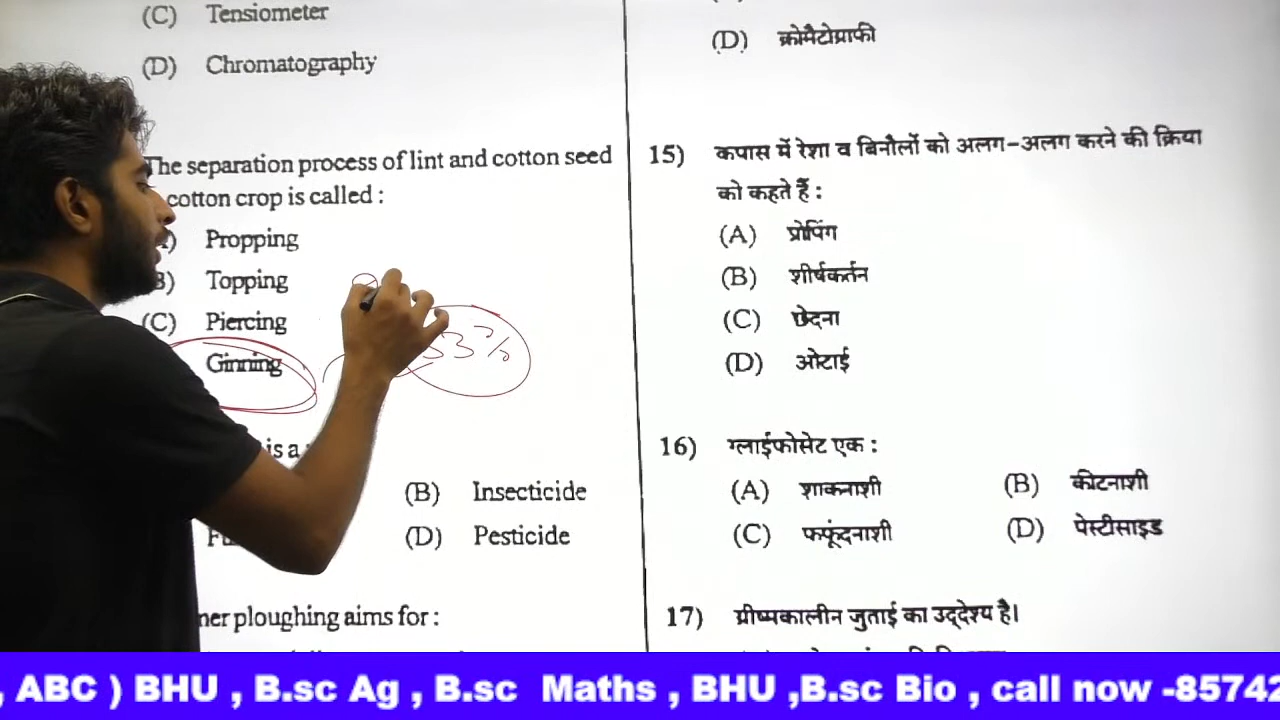 (C) Tensiometer
(D) Chromatography
The separation process of lint and cotton seed
cotton crop is called :
Propping
B) Topping
(C) Piercing
Ginning
33%
is a
(B) Insecticide
(D) Pesticide
ner ploughing aims for :
(D) क्रोमैटोग्राफी
15) कपास में रेशा व बिनौलों को अलग-अलग करने की क्रिया
को कहते हैं :
(A) प्रोपिंग
(B) शीर्षकर्तन
(C) छेदना
(D) ओटाई
16) ग्लाईफोसेट एक :
(A) शाकनाशी (B) कीटनाशी
(C) फफूंदनाशी (D) पेस्टीसाइड
17) ग्रीष्मकालीन जुताई का उद्देश्य है।
, ABC ) BHU , B.sc Ag , B.sc Maths , BHU ,B.sc Bio , call now -85742